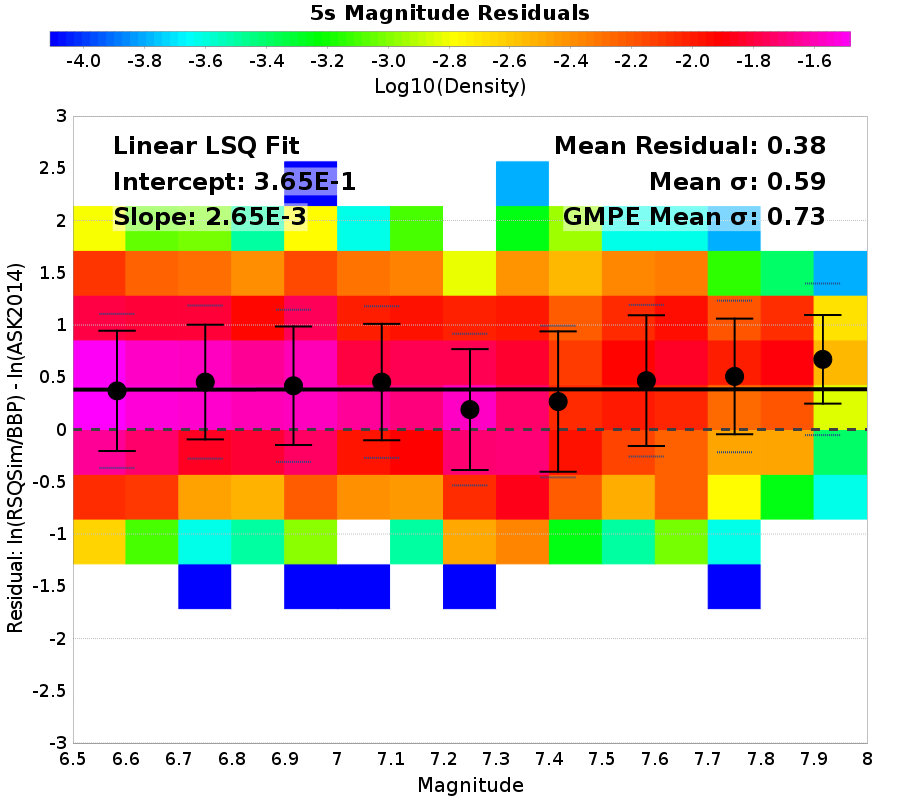 5s Magnitude Residuals
-4.0 -3.8 -3.6 -3.4 -3.2 -3.0 -2.8 -2.6 -2.4 -2.2 -2.0 -1.8 -1.6
Log10(Density)
Linear LSQ Fit
Intercept: 3.65E-1
Slope: 2.65E-3
Mean Residual: 0.38
Mean σ: 0.59
GMPE Mean σ: 0.73
Residual: ln(RSQSim/BBP) - ln(ASK2014)
3
2.5
2
1.5
1
0.5
0
-0.5
-1
-1.5
-2
-2.5
-3
6.5 6.6 6.7 6.8 6.9 7 7.1 7.2 7.3 7.4 7.5 7.6 7.7 7.8 7.9 8
Magnitude